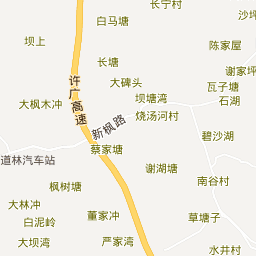 长宁村
沙坪
白马塘
坝上
陈家屋
长塘
谢家坪
大碑头
瓦子塘
石湖
坝塘湾
大枫木冲
许广高速
新枫路
烧汤河村
碧沙湖
蔡家塘
道林汽车站
谢湖塘
南谷村
枫树塘
大林冲
白泥岭
董家冲
草塘子
大坝湾
严家湾
水井村